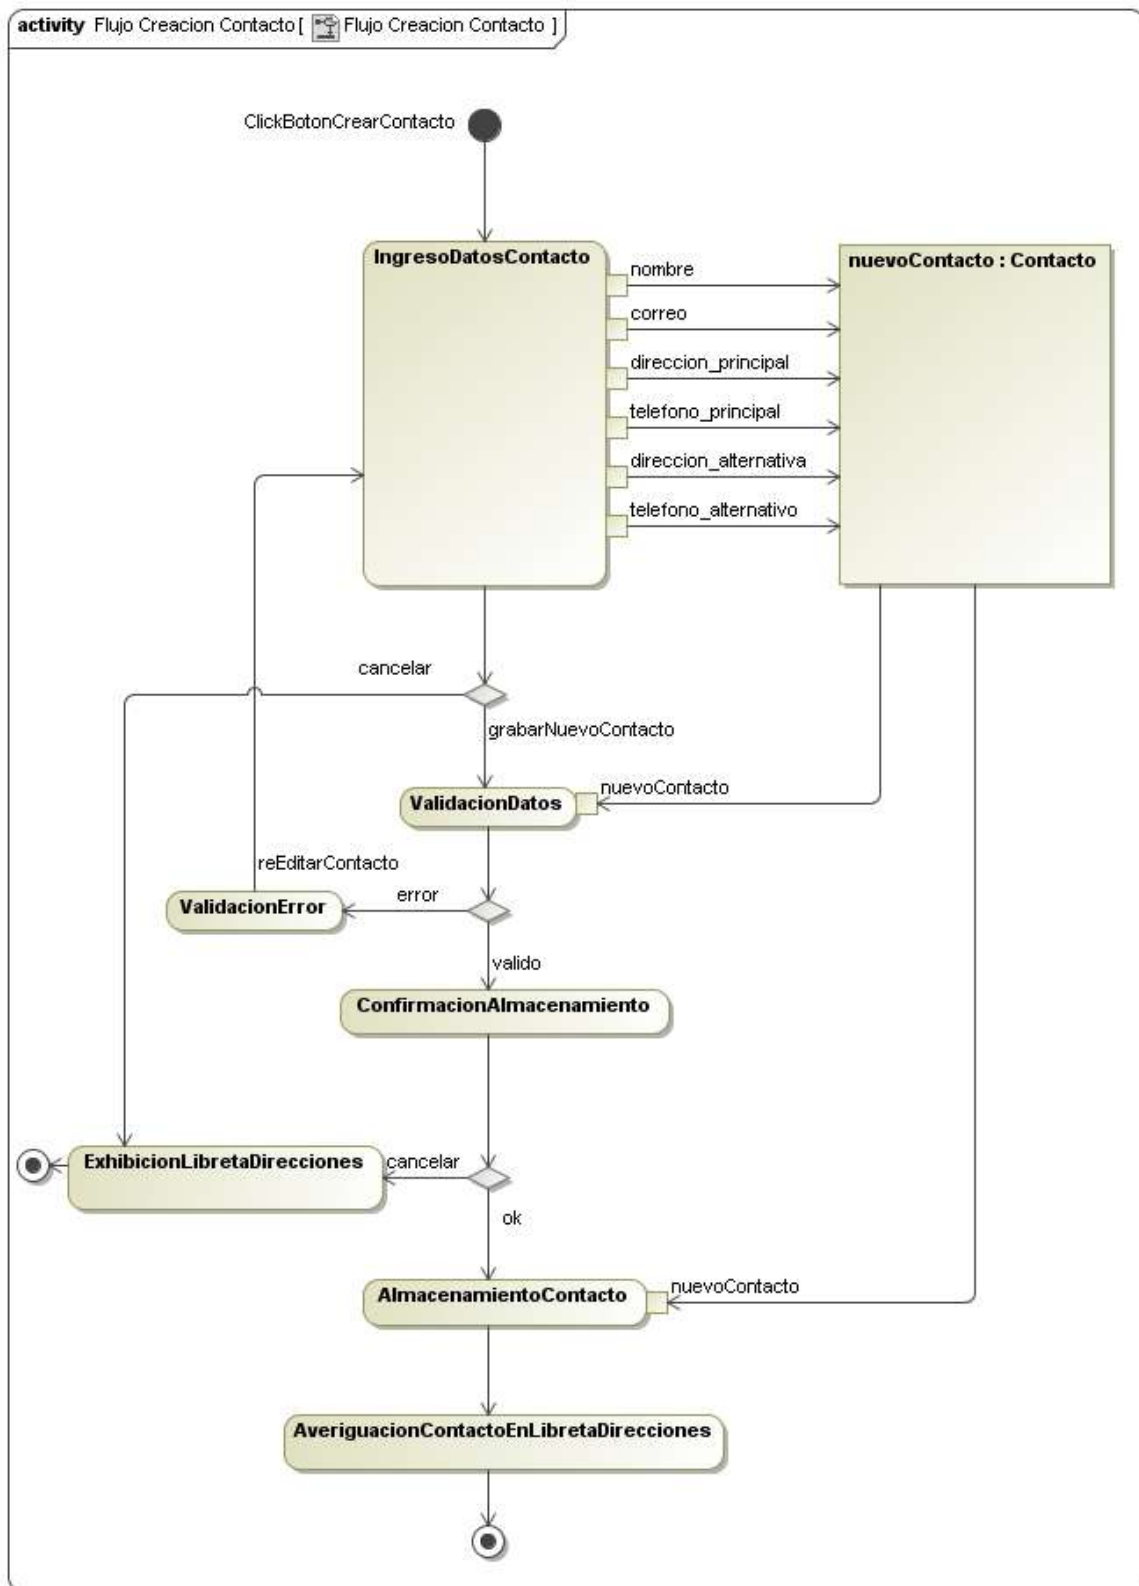 activity Flujo Creacion Contacto [ Flujo Creacion Contacto ]
ClickBotonCrearContacto
IngresoDatosContacto
nuevoContacto : Contacto
nombre
correo
direccion_principal
telefono_principal
direccion_alternativa
telefono_alternativo
cancelar
grabarNuevoContacto
ValidacionDatos
nuevoContacto
reEditarContacto
ValidacionError
error
valido
ConfirmacionAlmacenamiento
ExhibicionLibretaDirecciones
cancelar
ok
AlmacenamientoContacto
nuevoContacto
AveriguacionContactoEnLibretaDirecciones